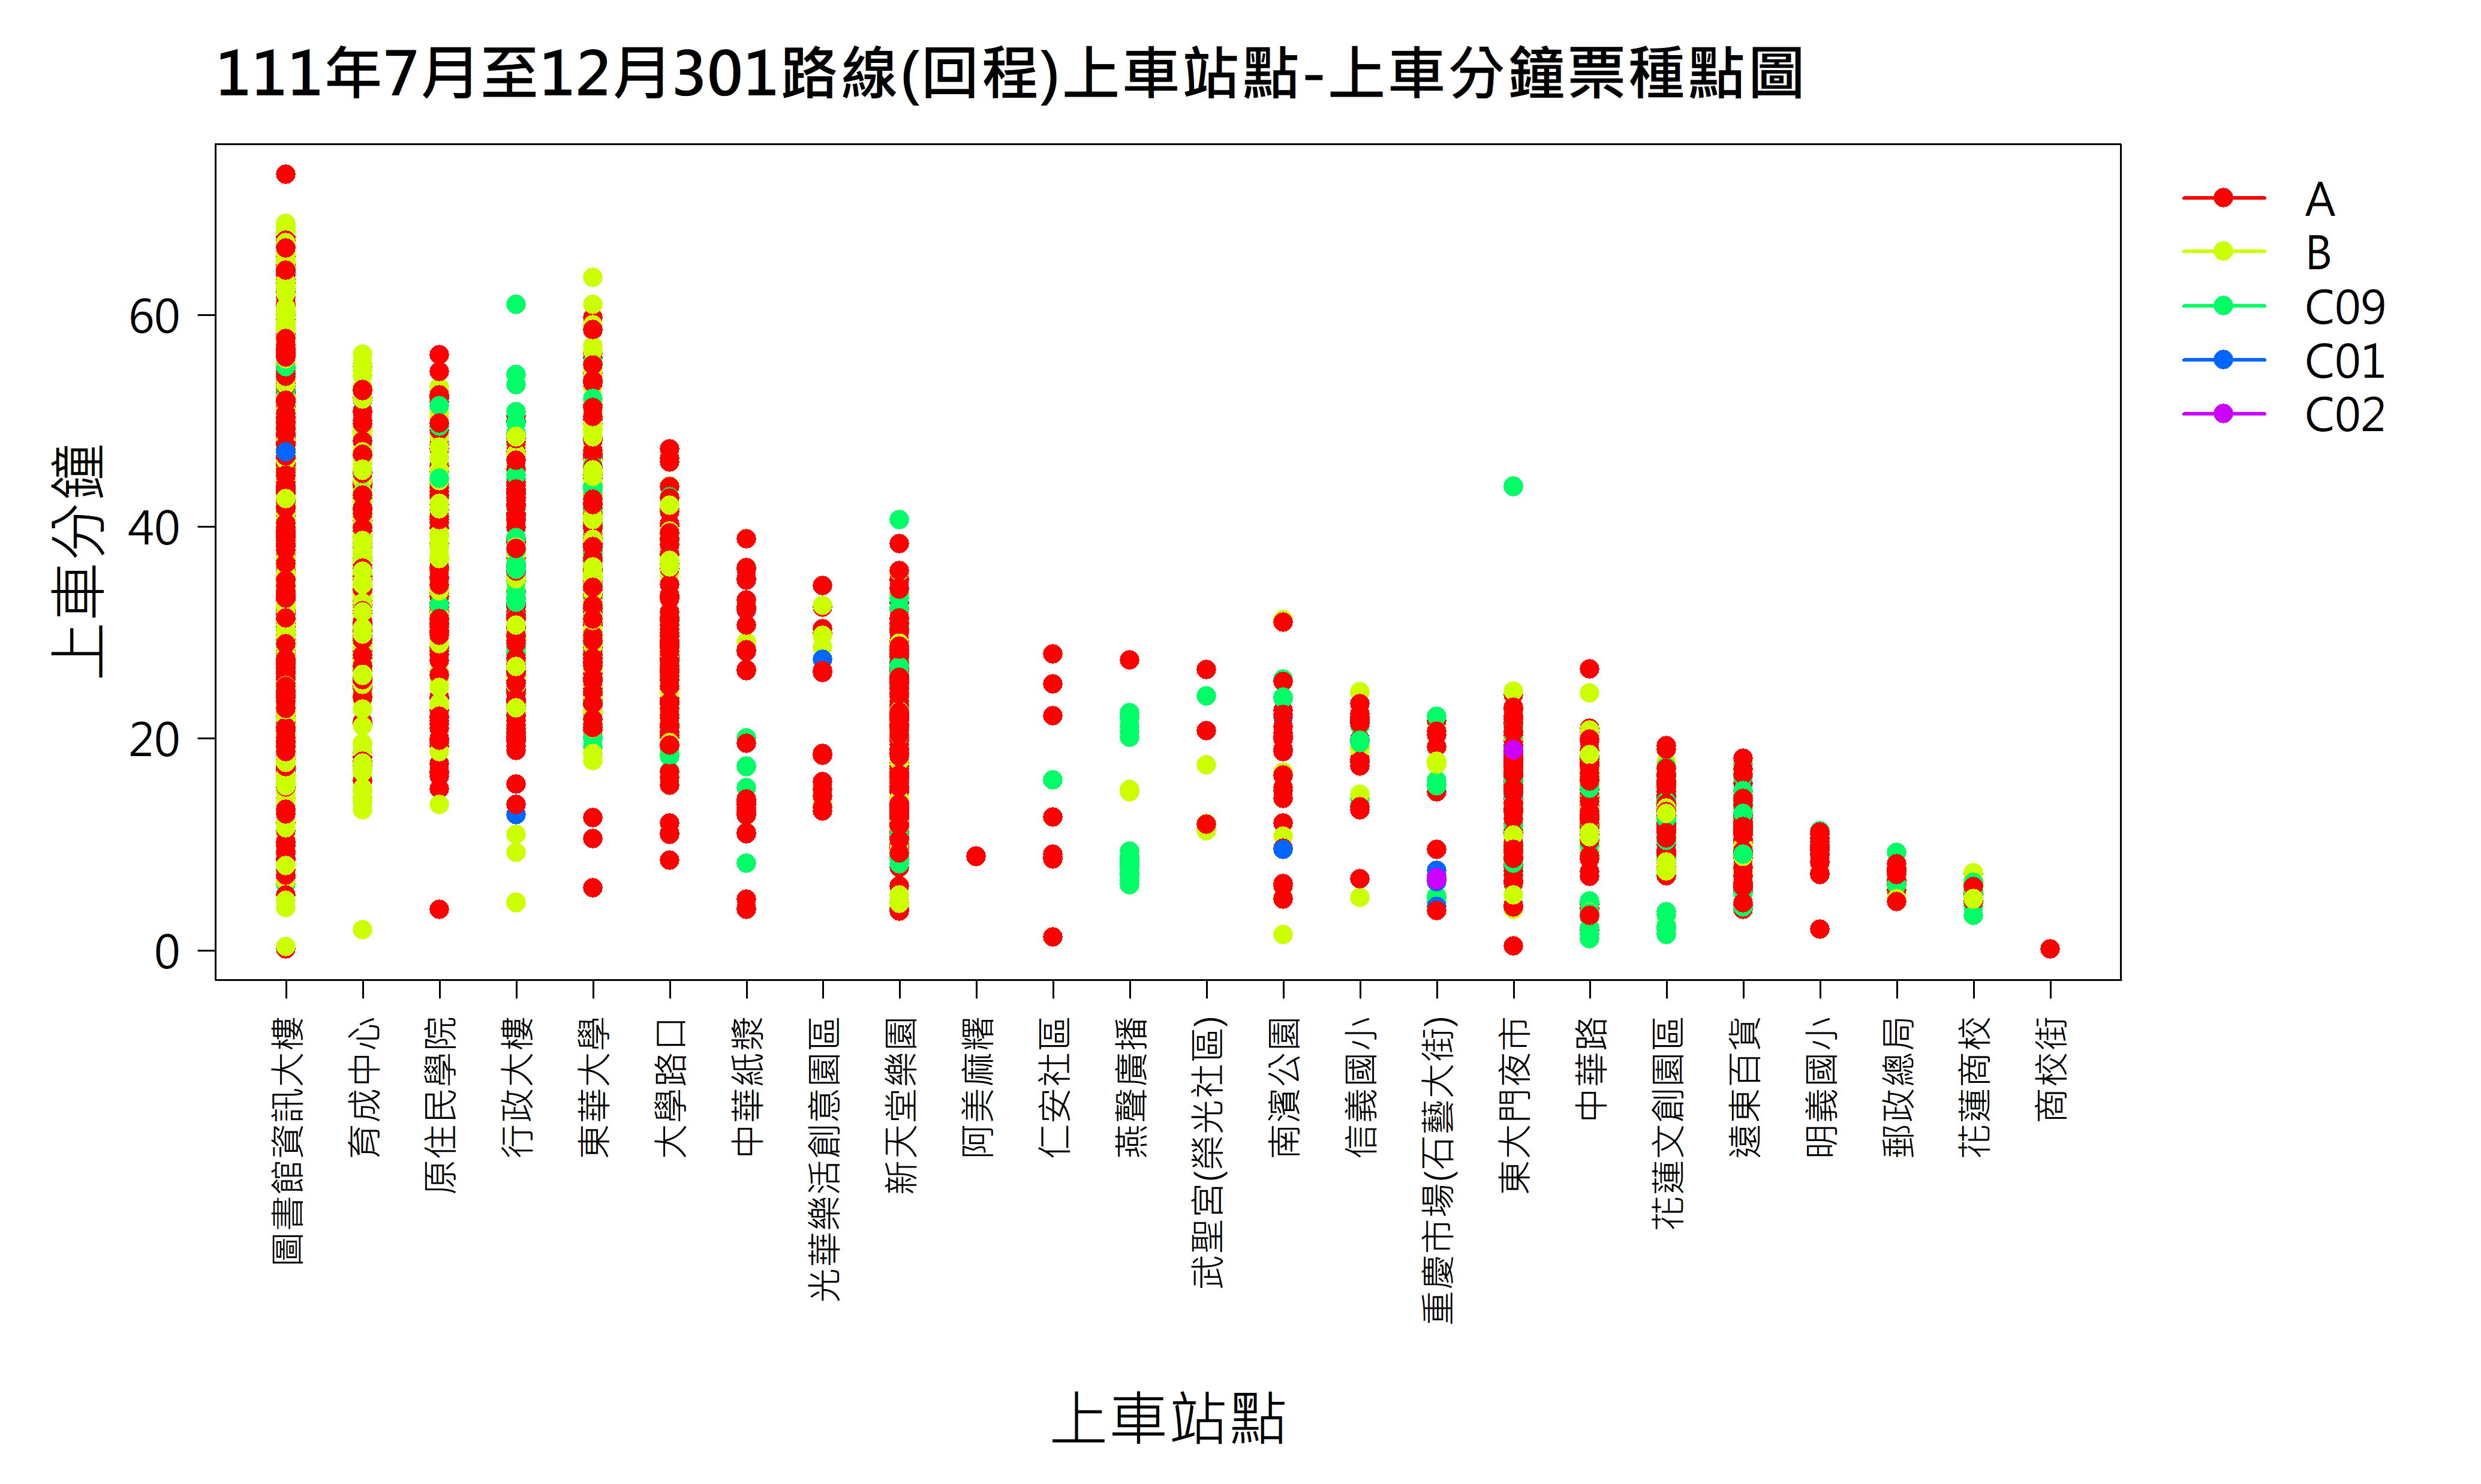 111年7月至12月301路線(回程)上車站點-上車分鐘票種點圖
A
B
C09
C01
C02
上車分鐘
60
40
20
0
圖書館資訊大樓
育成中心
原住民學院
行政大樓
東華大學
大學路口
中華紙漿
光華樂活創意園區
新天堂樂園
阿美麻糬
仁安社區
燕聲廣播
武聖宮(榮光社區)
南濱公園
信義國小
重慶市場(石藝大街)
東大門夜市
中華路
花蓮文創園區
遠東百貨
明義國小
郵政總局
花蓮商校
商校街
上車站點